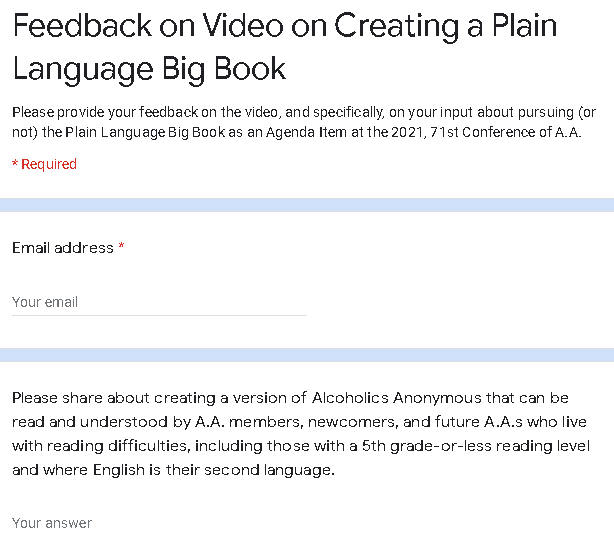 Feedback on Video on Creating a Plain
Language Big Book
Please provide your feedback on the video, and specifically, on your input about pursuing (or
not) the Plain Language Big Book as an Agenda Item at the 2021, 71st Conference of A.A.
* Required
Email address *
Your email
Please share about creating a version of Alcoholics Anonymous that can be
read and understood by A.A. members, newcomers, and future A.A.s who live
with reading difficulties, including those with a 5th grade-or-less reading level
and where English is their second language.
Your answer